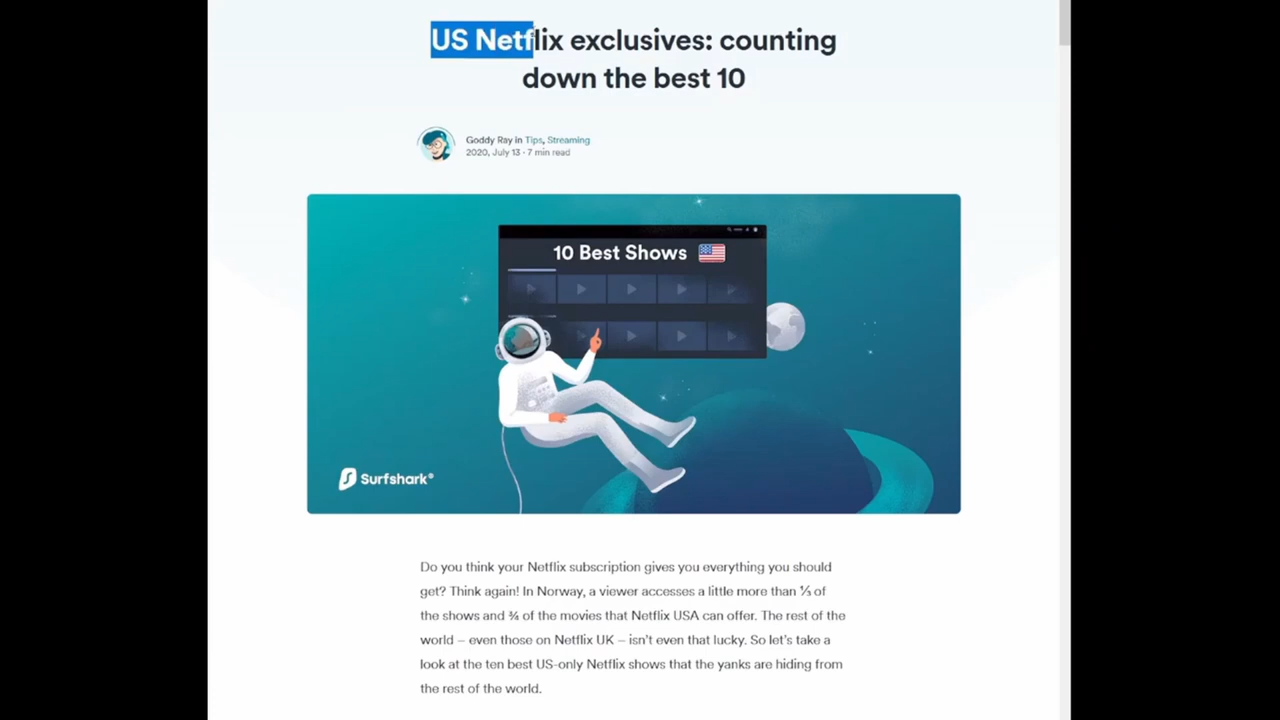 US Netflix exclusives: counting
down the best 10
Goddy Ray in Tips, Streaming
2020, July 13 · 7 min read
10 Best Shows
Surfshark®
Do you think your Netflix subscription gives you everything you should
get? Think again! In Norway, a viewer accesses a little more than ⅓ of
the shows and ¾ of the movies that Netflix USA can offer. The rest of the
world – even those on Netflix UK – isn't even that lucky. So let's take a
look at the ten best US-only Netflix shows that the yanks are hiding from
the rest of the world.